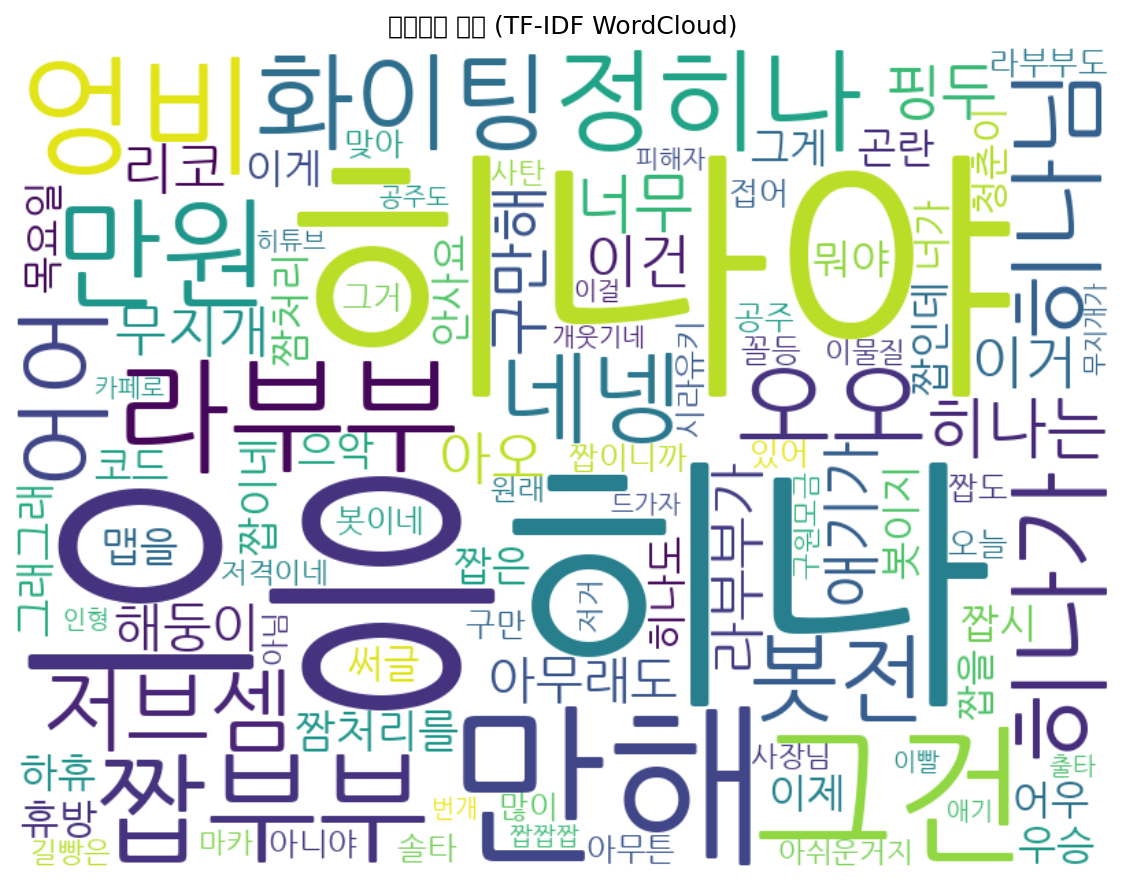 (TF-IDF WordCloud)
엉비
화이팅
정히나
핑두
라부부도
히나님
리코
이게
맞아
피해자
그게
곤란
청춘이
목요일
만원
히튜브
공주도
사탄
히나야
너무
접어
이건
이걸
뭐야
너가
그거
짬처리
안사요
구만해
무지개
개웃기네
공주
꼴등
이물질
짭인데
이거
무지개가
어어
카페로
라부부
네넹
시라유키
오오
히나는
코드
짭이네
으악
아오
짭이니까
있어
원래
드가자
응응
맵을
봇이네
히나
저거
라부부가
구원모금
얘기가
봇이지
짭도
오늘
히나가
그래그래
저격이네
짭은
히나도
인형
해둥이
아님
써글
구만
아무래도
봇전
짭을
짭시
저브셈
짬처리를
만해
그건
사장님
이제
이빨
출타
하휴
휴방
짭부부
번개
많이
짭짭짭
애기
어우
길빵은
마카
아니야
솔타
아무튼
아쉬운거지
우승